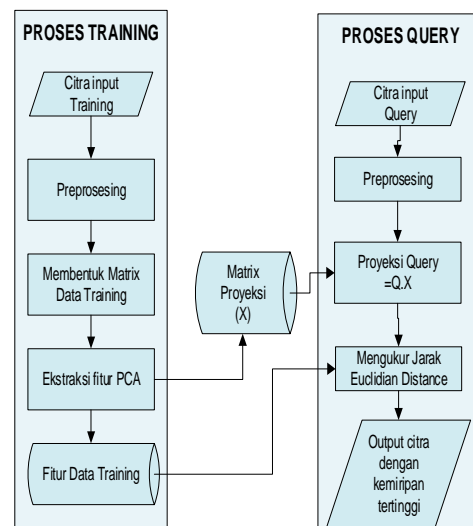 PROSES TRAINING
Citra input
Training
Preprosesing
Membentuk Matrix
Data Training
Ekstraksi fitur PCA
Fitur Data Training
Matrix
Proyeksi
(X)
PROSES QUERY
Citra input
Query
Preprosesing
Proyeksi Query
=Q.X
Mengukur Jarak
Euclidian Distance
Output citra
dengan
kemiripan
tertinggi